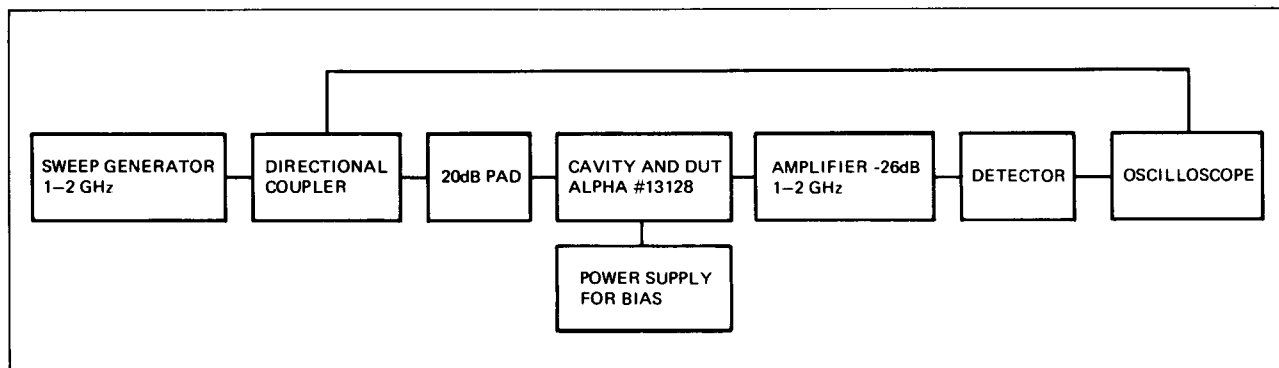 SWEEP GENERATOR
1–2 GHz
DIRECTIONAL
COUPLER
20dB PAD
CAVITY AND DUT
ALPHA #13128
AMPLIFIER -26dB
1–2 GHz
DETECTOR
OSCILLOSCOPE
POWER SUPPLY
FOR BIAS